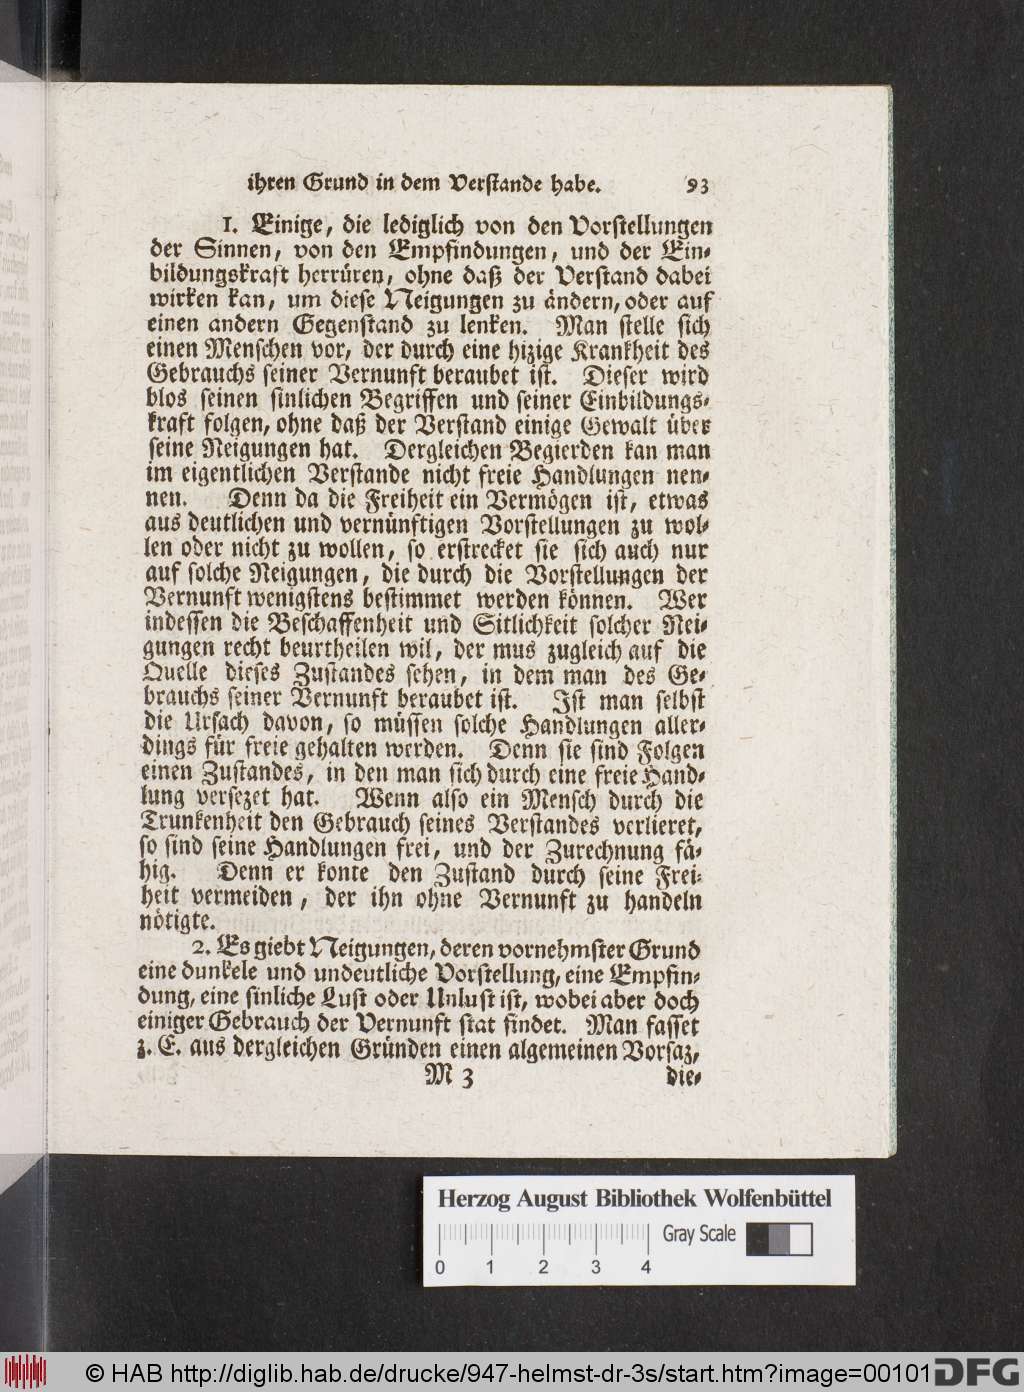 ihren Grund in dem Verstande habe. 93
1. Einige, die lediglich von den Vorstellungen
der Sinnen, von den Empfindungen, und der Ein-
bildungskraft herrüren, ohne daß der Verstand dabei
wirken kan, um diese Neigungen zu ändern, oder auf
einen andern Gegenstand zu lenken. Man stelle sich
einen Menschen vor, der durch eine hizige Krankheit des
Gebrauchs seiner Vernunft beraubet ist. Dieser wird
blos seinen sinlichen Begriffen und seiner Einbildungs-
kraft folgen, ohne daß der Verstand einige Gewalt über
seine Neigungen hat. Dergleichen Begierden kan man
im eigentlichen Verstande nicht freie Handlungen nen-
nen. Denn da die Freiheit ein Vermögen ist, etwas
aus deutlichen und vernünftigen Vorstellungen zu wol-
len oder nicht zu wollen, so erstrecket sie sich auch nur
auf solche Neigungen, die durch die Vorstellungen der
Vernunft wenigstens bestimmet werden können. Wer
indessen die Beschaffenheit und Sitlichkeit solcher Nei-
gungen recht beurtheilen wil, der mus zugleich auf die
Quelle dieses Zustandes sehen, in dem man des Ge-
brauchs seiner Vernunft beraubet ist. Ist man selbst
die Ursach davon, so müssen solche Handlungen aller-
dings für freie gehalten werden. Denn sie sind Folgen
einen Zustandes, in den man sich durch eine freie Hand-
lung versezet hat. Wenn also ein Mensch durch die
Trunkenheit den Gebrauch seines Verstandes verlieret,
so sind seine Handlungen frei, und der Zurechnung fä-
hig. Denn er konte den Zustand durch seine Frei-
heit vermeiden, der ihn ohne Vernunft zu handeln
nötigte.
2. Es giebt Neigungen, deren vornehmster Grund
eine dunkele und undeutliche Vorstellung, eine Empfin-
dung, eine sinliche Lust oder Unlust ist, wobei aber doch
einiger Gebrauch der Vernunft stat findet. Man fasset
z. E. aus dergleichen Gründen einen algemeinen Vorsaz,
M 3 die-
Herzog August Bibliothek Wolfenbüttel
Gray Scale
0 1 2 3 4
© HAB http://diglib.hab.de/drucke/947-helmst-dr-3s/start.htm?image=00101
DFG